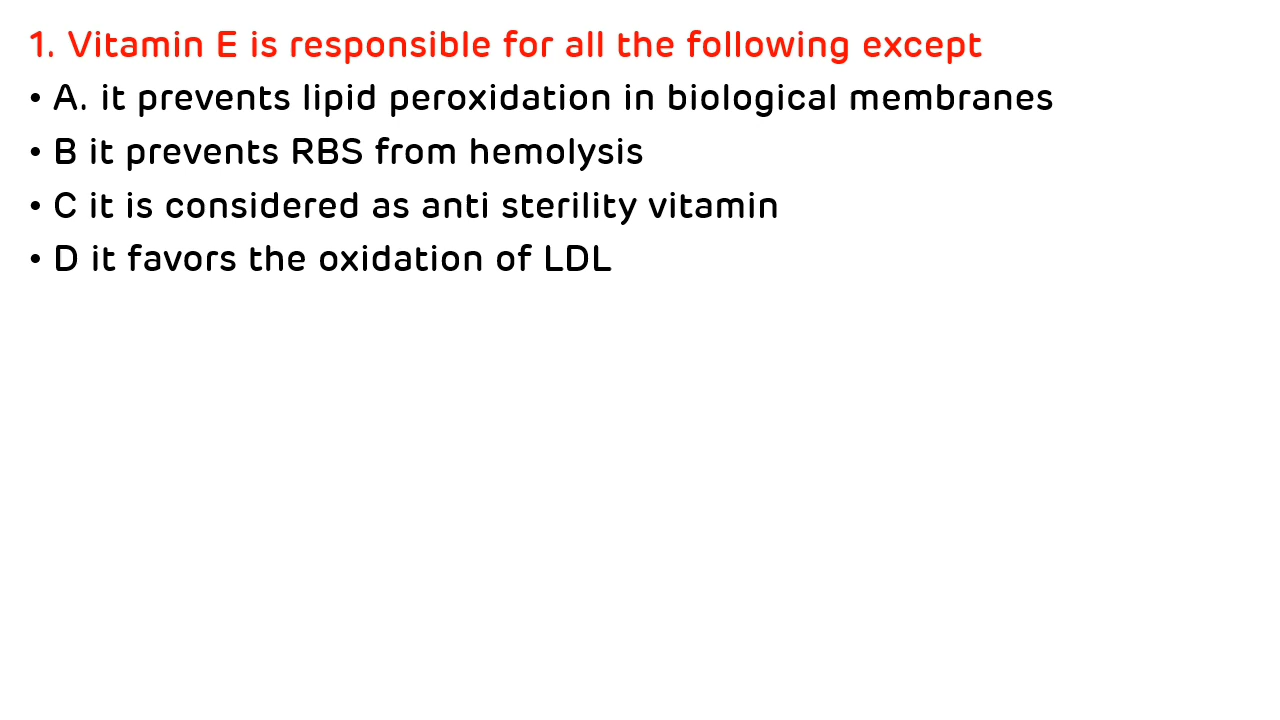 1. Vitamin E is responsible for all the following except
• A. it prevents lipid peroxidation in biological membranes
• B it prevents RBS from hemolysis
• C it is considered as anti sterility vitamin
• D it favors the oxidation of LDL